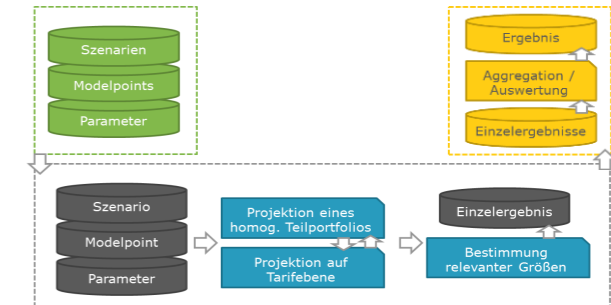 Szenarien
Modelpoints
Parameter
Ergebnis
Aggregation /
Auswertung
Einzelergebnisse
Szenario
Modelpoint
Parameter
Projektion eines
homog. Teilportfolios
Projektion auf
Tarifebene
Einzelergebnis
Bestimmung
relevanter Größen